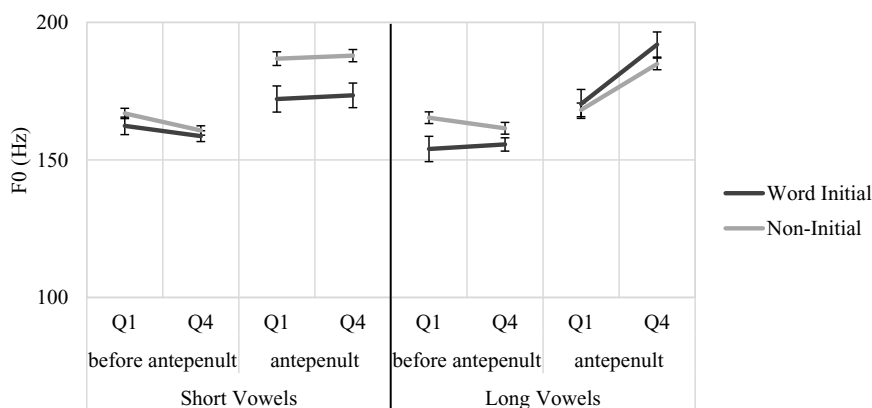 200
150
100
F0 (Hz)
Q1 Q4 Q1 Q4 Q1 Q4 Q1 Q4
before antepenult antepenult before antepenult antepenult
Short Vowels Long Vowels
Word Initial
Non-Initial